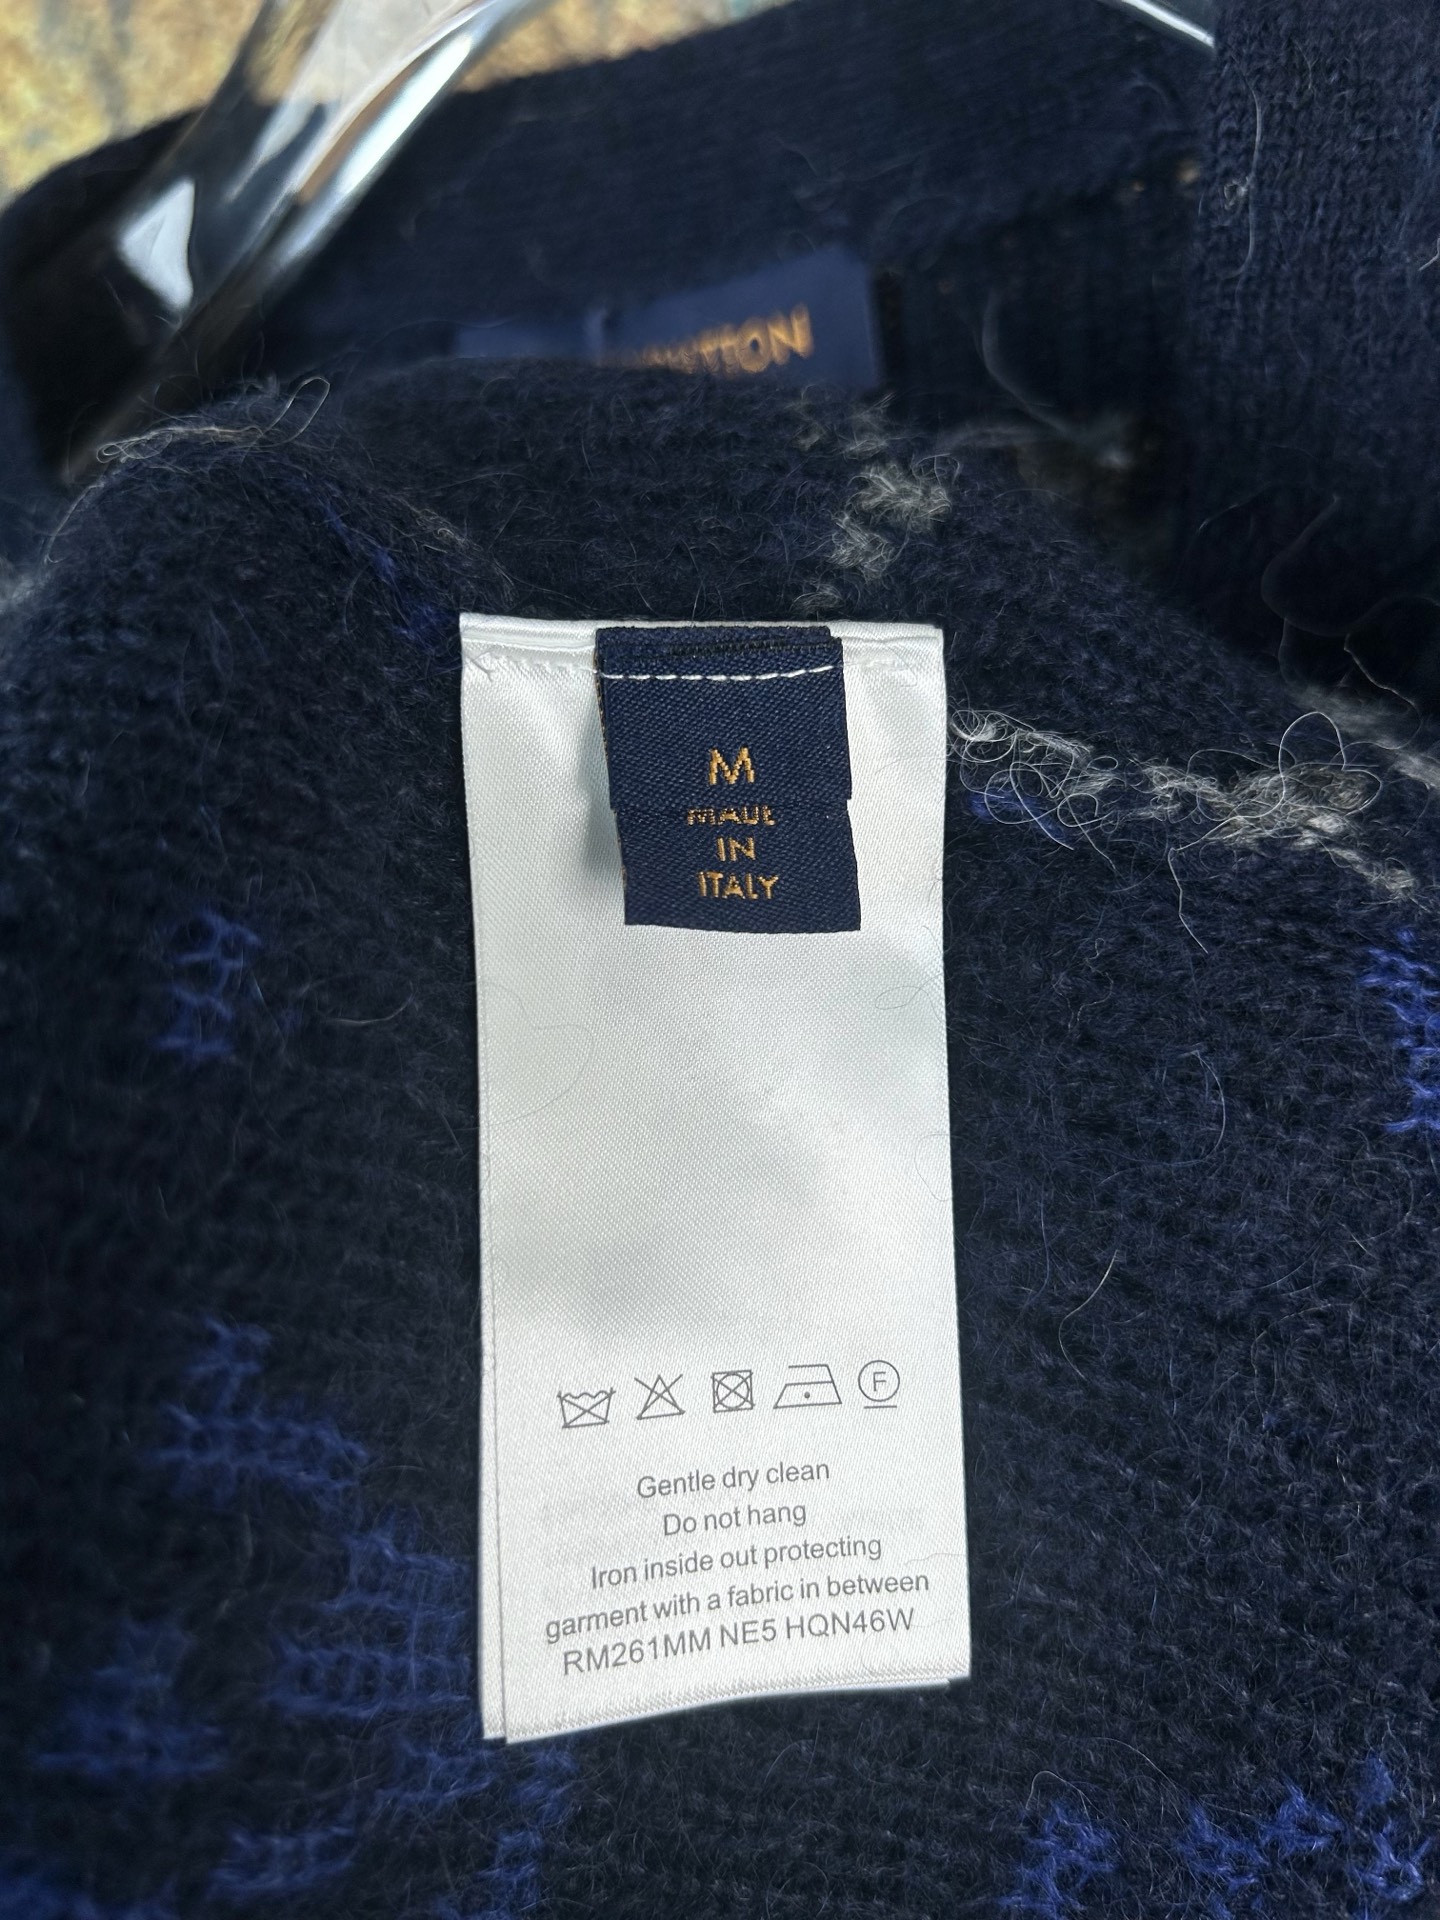 M
MADE
IN
ITALY
F
Gentle dry clean
Do not hang
Iron inside out protecting
garment with a fabric in between
RM261MM NE5 HQN46W